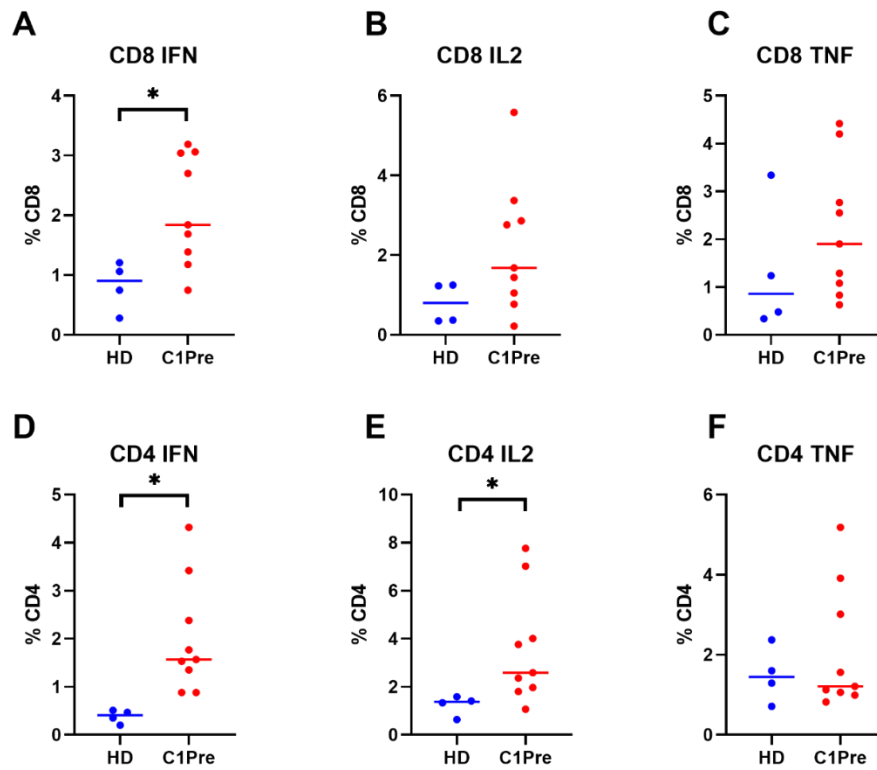 A
CD8 IFN
*
% CD8
4
3
2
1
0
HD
C1Pre
B
CD8 IL2
% CD8
6
4
2
0
HD
C1Pre
C
CD8 TNF
% CD8
5
4
3
2
1
0
HD
C1Pre
D
CD4 IFN
*
% CD4
5
4
3
2
1
0
HD
C1Pre
E
CD4 IL2
*
% CD4
10
8
6
4
2
0
HD
C1Pre
F
CD4 TNF
% CD4
6
4
2
0
HD
C1Pre